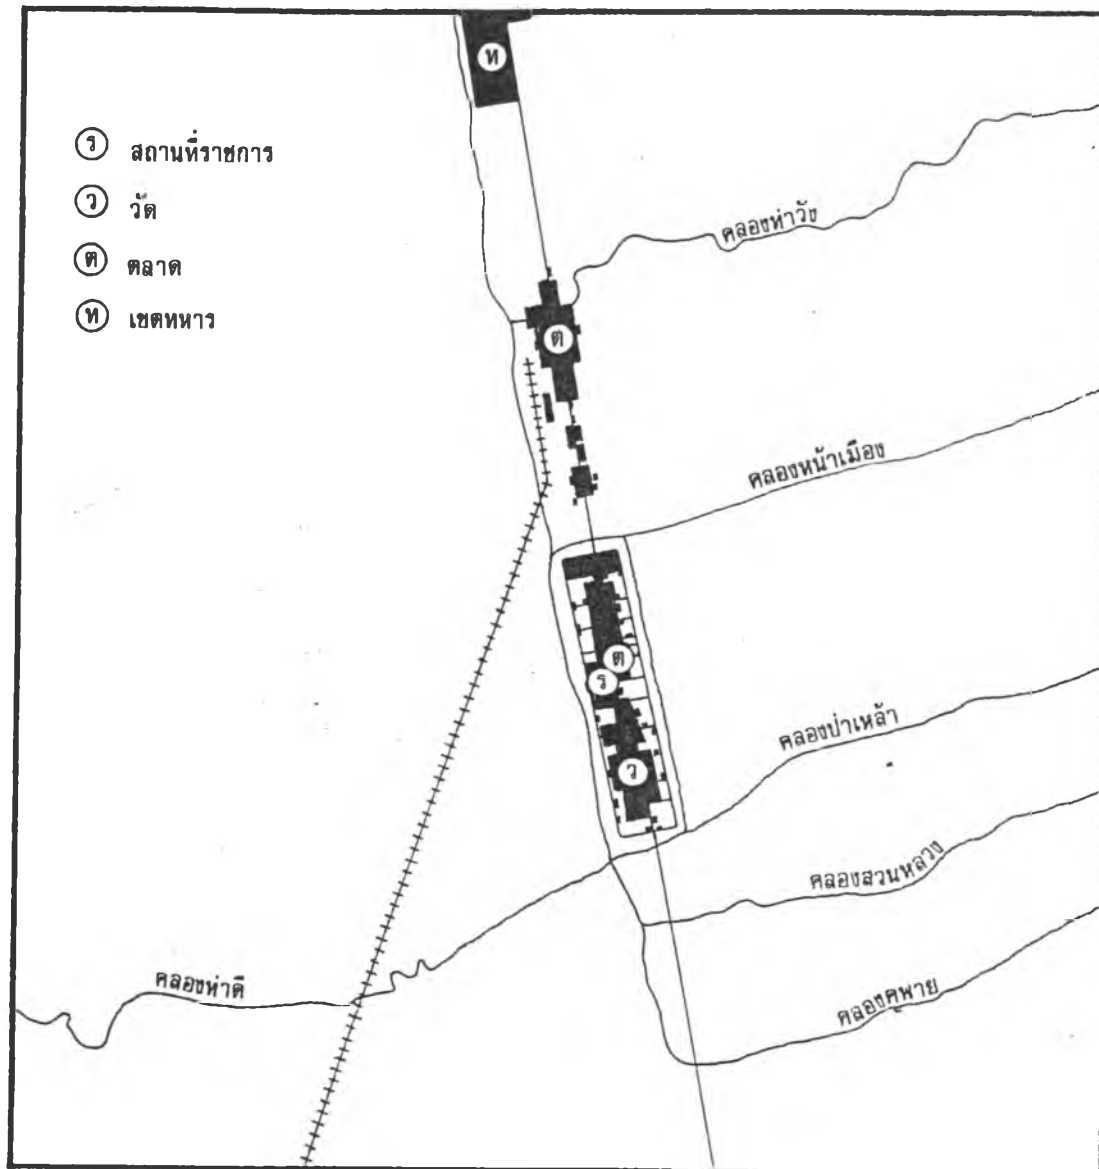 ท
ร สถานที่ราชการ
ว วัด
ต ตลาด
ท เขตทหาร
คลองท่าวัง
ต
คลองหน้าเมือง
ต
ร
คลองป่าเหล้า
ว
คลองสวนหลวง
คลองท่าดี
คลองคูพาย